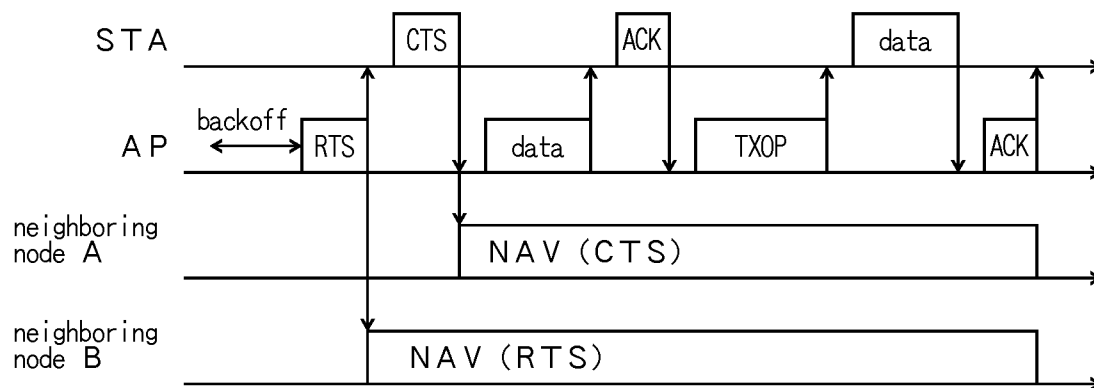 STA
CTS
ACK
data
AP
backoff
RTS
data
TXOP
ACK
neighboring
node A
NAV (CTS)
neighboring
node B
NAV (RTS)